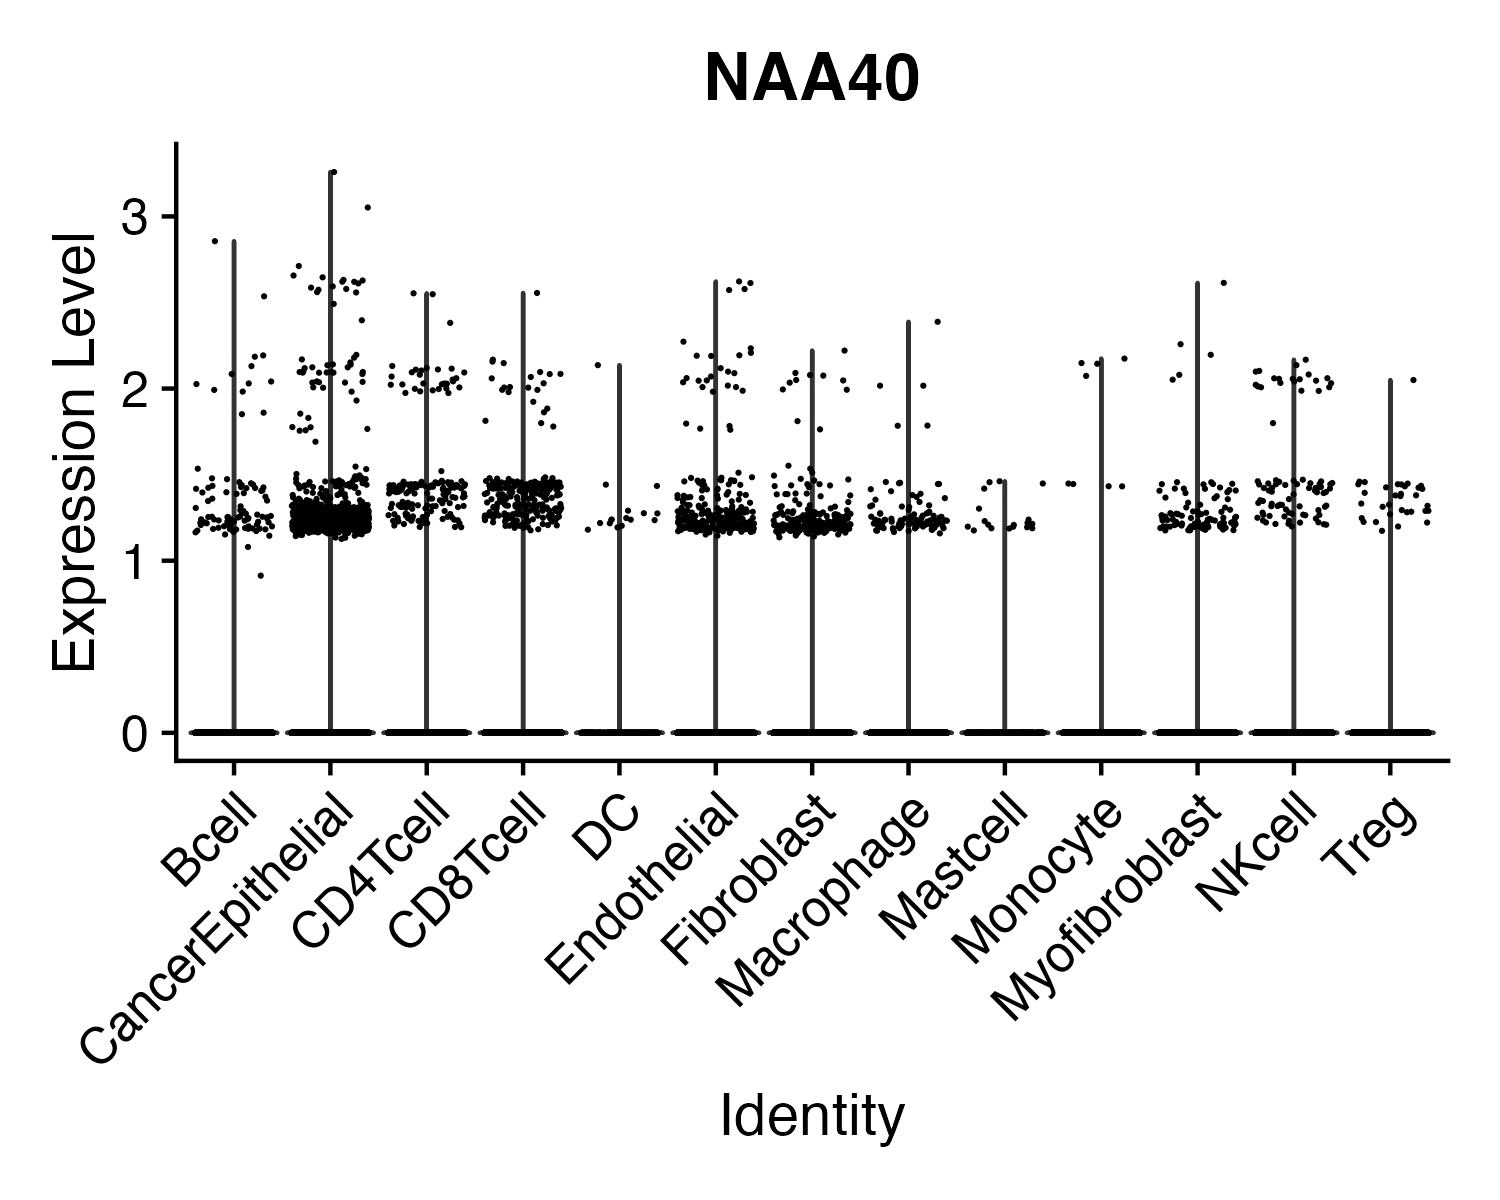 NAA40
Expression Level
3
2
1
0
Bcell
CancerEpithelial
CD4Tcell
CD8Tcell
DC
Endothelial
Fibroblast
Macrophage
Mastcell
Monocyte
Myofibroblast
NKcell
Treg
Identity